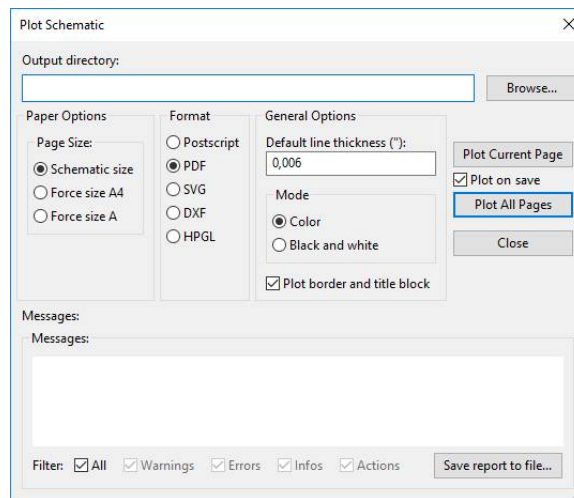 Plot Schematic
Output directory:
Browse...
Paper Options
Page Size:
Schematic size
Force size A4
Force size A
Format
Postscript
PDF
SVG
DXF
HPGL
General Options
Default line thickness ("):
0,006
Mode
Color
Black and white
Plot border and title block
Plot Current Page
Plot on save
Plot All Pages
Close
Messages:
Messages:
Filter: All Warnings Errors Infos Actions Save report to file...